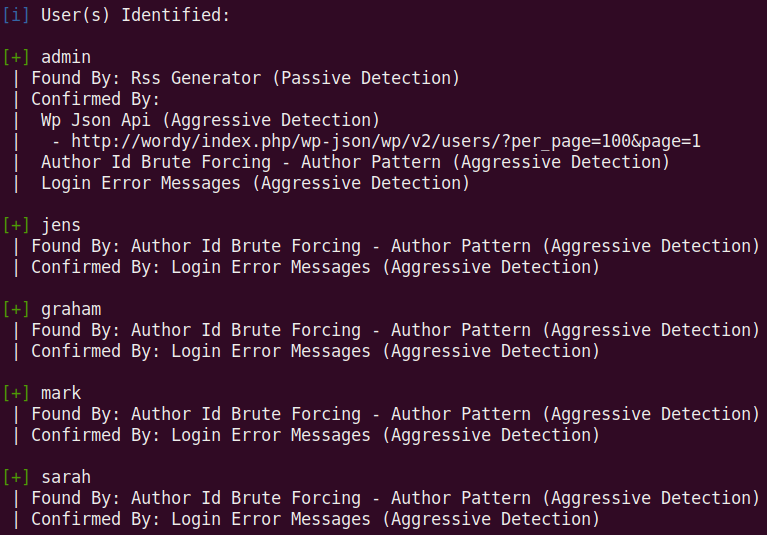 [i] User(s) Identified:
[+] admin
| Found By: Rss Generator (Passive Detection)
| Confirmed By:
|  Wp Json Api (Aggressive Detection)
|   - http://wordy/index.php/wp-json/wp/v2/users/?per_page=100&page=1
|  Author Id Brute Forcing - Author Pattern (Aggressive Detection)
|  Login Error Messages (Aggressive Detection)
[+] jens
| Found By: Author Id Brute Forcing - Author Pattern (Aggressive Detection)
| Confirmed By: Login Error Messages (Aggressive Detection)
[+] graham
| Found By: Author Id Brute Forcing - Author Pattern (Aggressive Detection)
| Confirmed By: Login Error Messages (Aggressive Detection)
[+] mark
| Found By: Author Id Brute Forcing - Author Pattern (Aggressive Detection)
| Confirmed By: Login Error Messages (Aggressive Detection)
[+] sarah
| Found By: Author Id Brute Forcing - Author Pattern (Aggressive Detection)
| Confirmed By: Login Error Messages (Aggressive Detection)